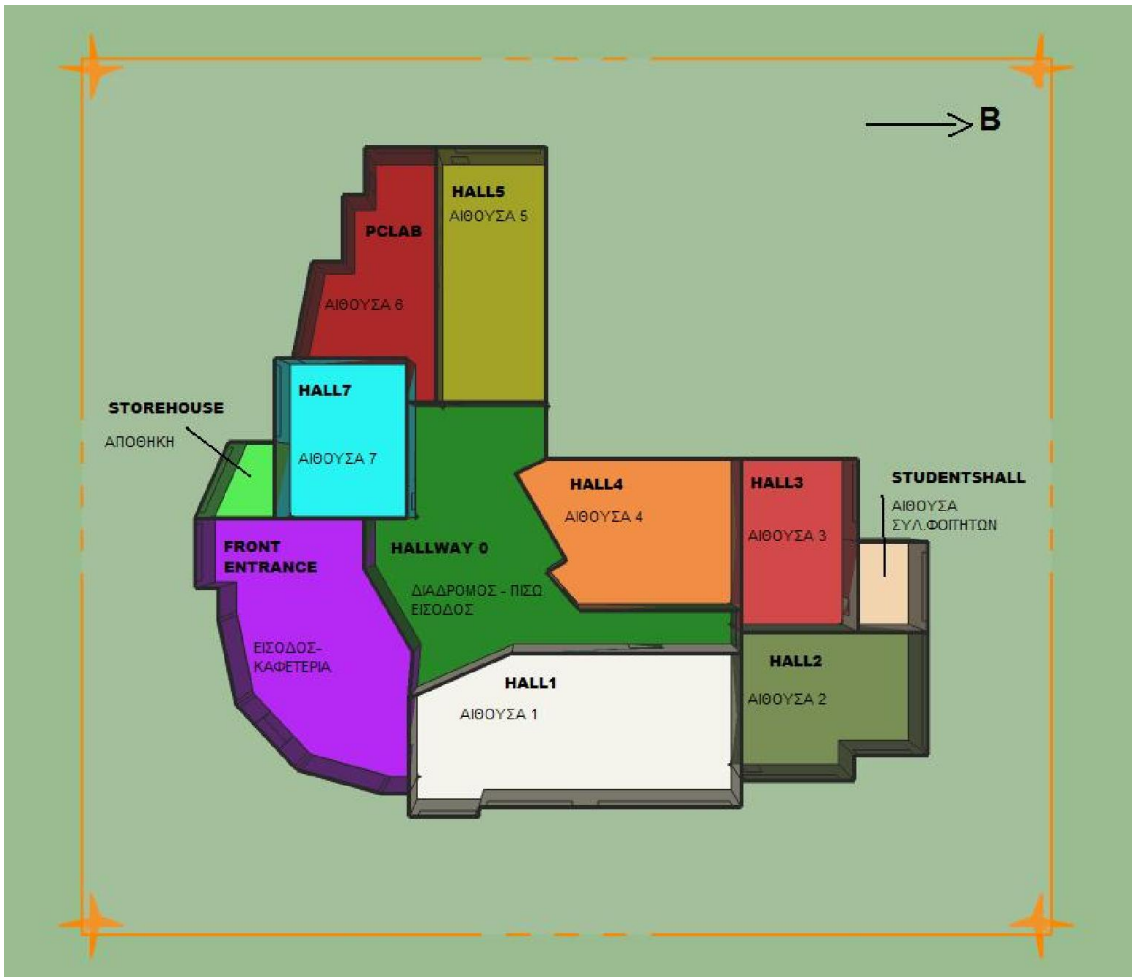 B
HALL5
ΑΙΘΟΥΣΑ 5
PCLAB
ΑΙΘΟΥΣΑ 6
HALL7
ΑΙΘΟΥΣΑ 7
STOREHOUSE
ΑΠΟΘΗΚΗ
HALL4
ΑΙΘΟΥΣΑ 4
HALL3
ΑΙΘΟΥΣΑ 3
STUDENTSHALL
ΑΙΘΟΥΣΑ
ΣΥΛ.ΦΟΙΤΗΤΩΝ
FRONT
ENTRANCE
ΕΙΣΟΔΟΣ-
ΚΑΦΕΤΕΡΙΑ
HALLWAY 0
ΔΙΑΔΡΟΜΟΣ - ΠΙΣΩ
ΕΙΣΟΔΟΣ
HALL1
ΑΙΘΟΥΣΑ 1
HALL2
ΑΙΘΟΥΣΑ 2